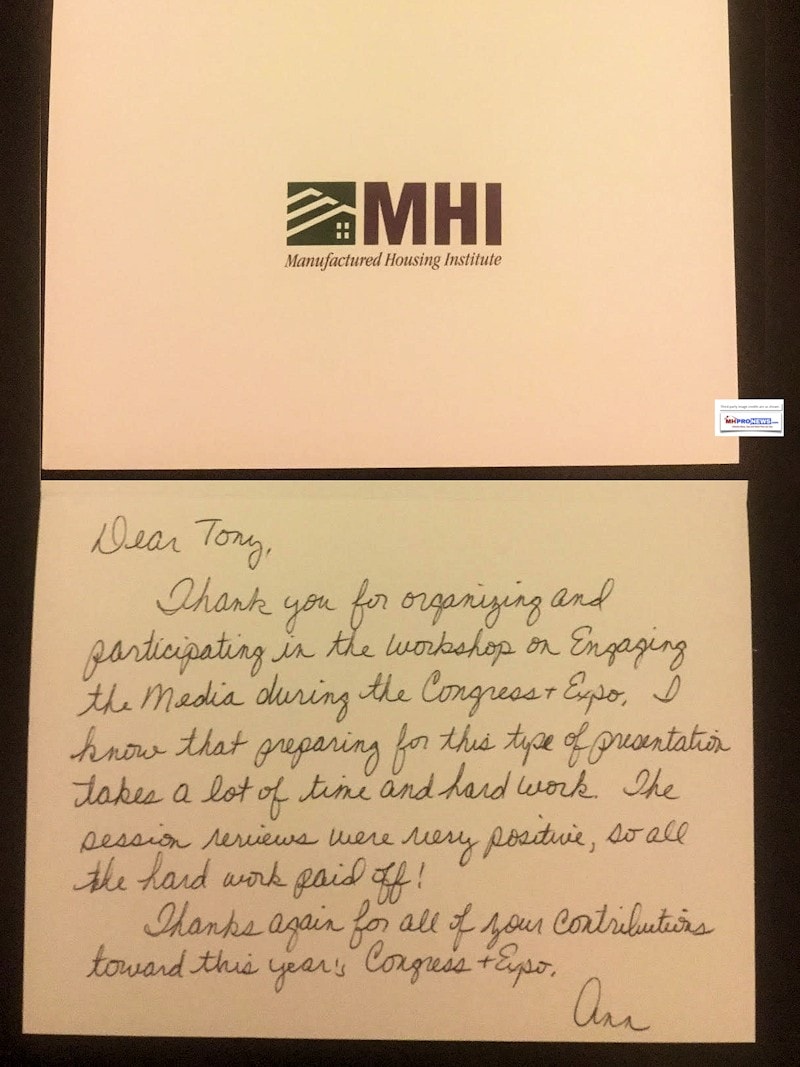 MHI
Manufactured Housing Institute
MHPRONEWS.com
Dear Tony,
Thank you for organizing and
participating in the workshop on Engaging
the Media during the Congress + Expo. I
know that preparing for this type of presentation
takes a lot of time and hard work. The
session reviews were very positive, so all
the hard work paid off!
Thanks again for all of your contributions
toward this year's Congress + Expo.
Ann